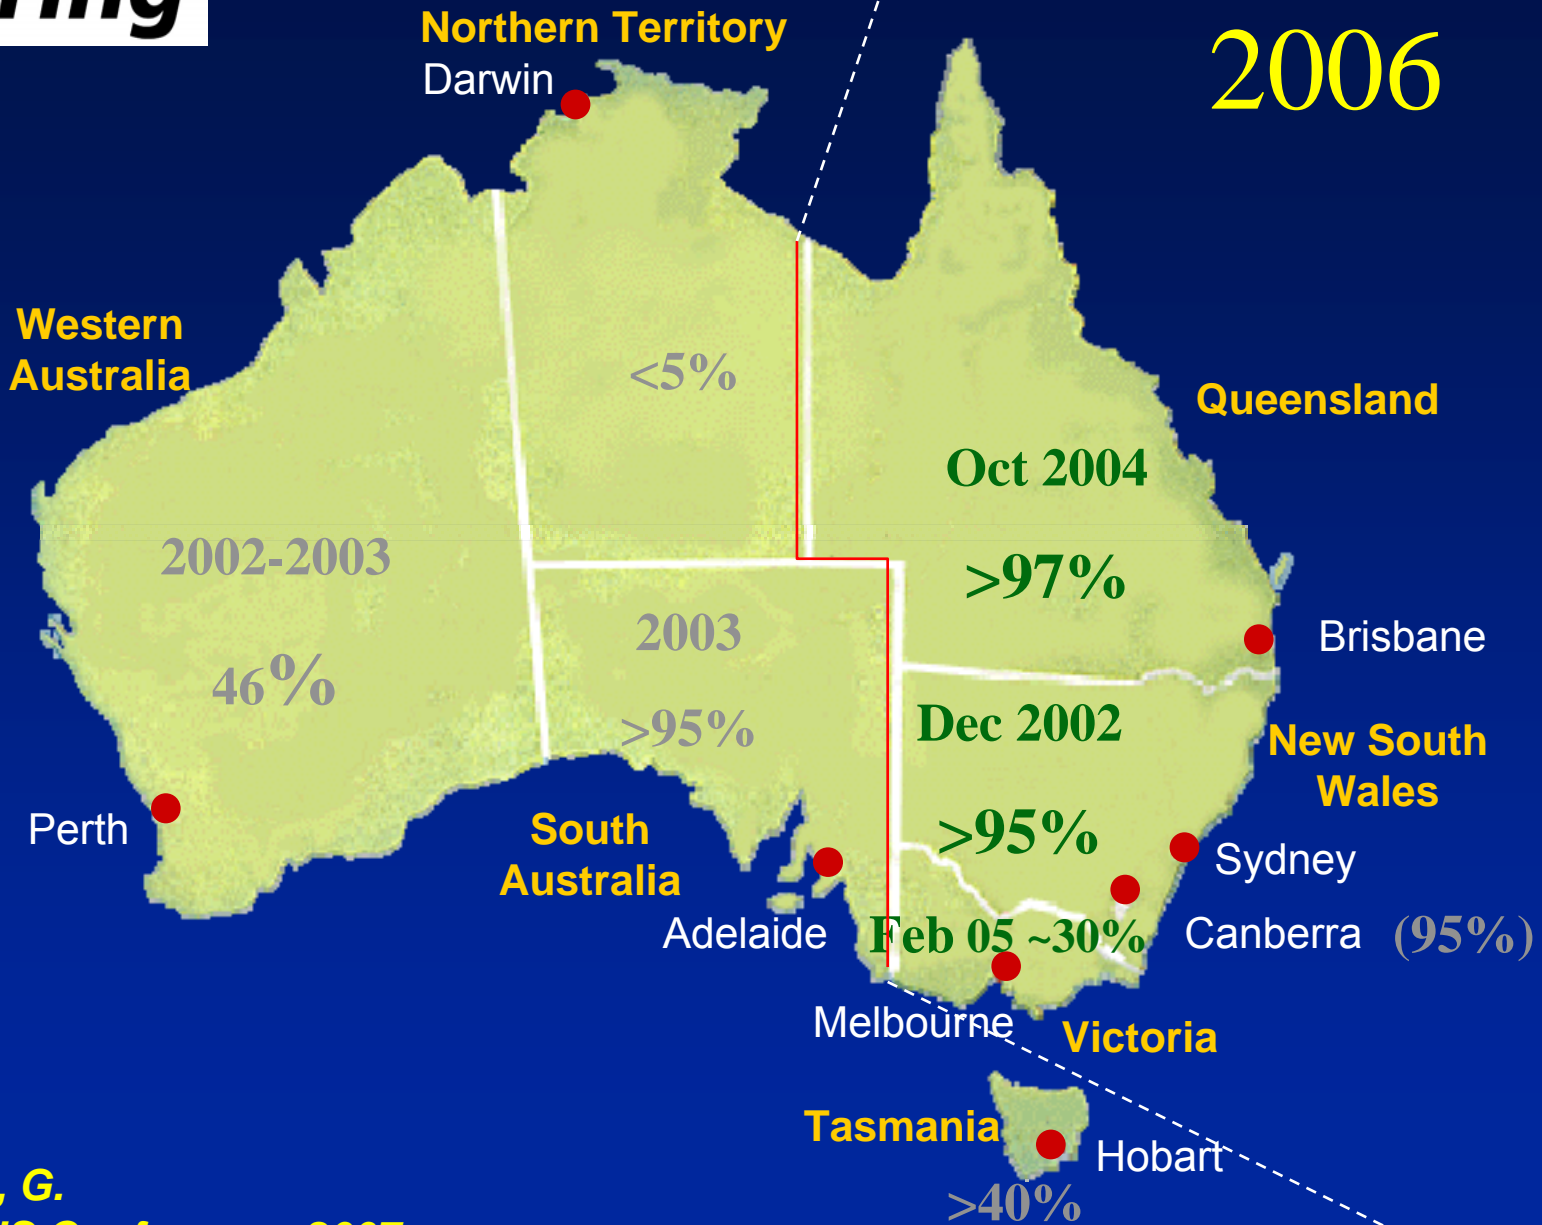 Northern Territory
Darwin
2006
Western
Australia
<5%
Queensland
Oct 2004
>97%
2002-2003
46%
2003
>95%
Brisbane
Dec 2002
>95%
New South
Wales
Perth
South
Australia
Sydney
Adelaide
Feb 05 ~30%
Canberra (95%)
Melbourne
Victoria
Tasmania
Hobart
>40%
, G.